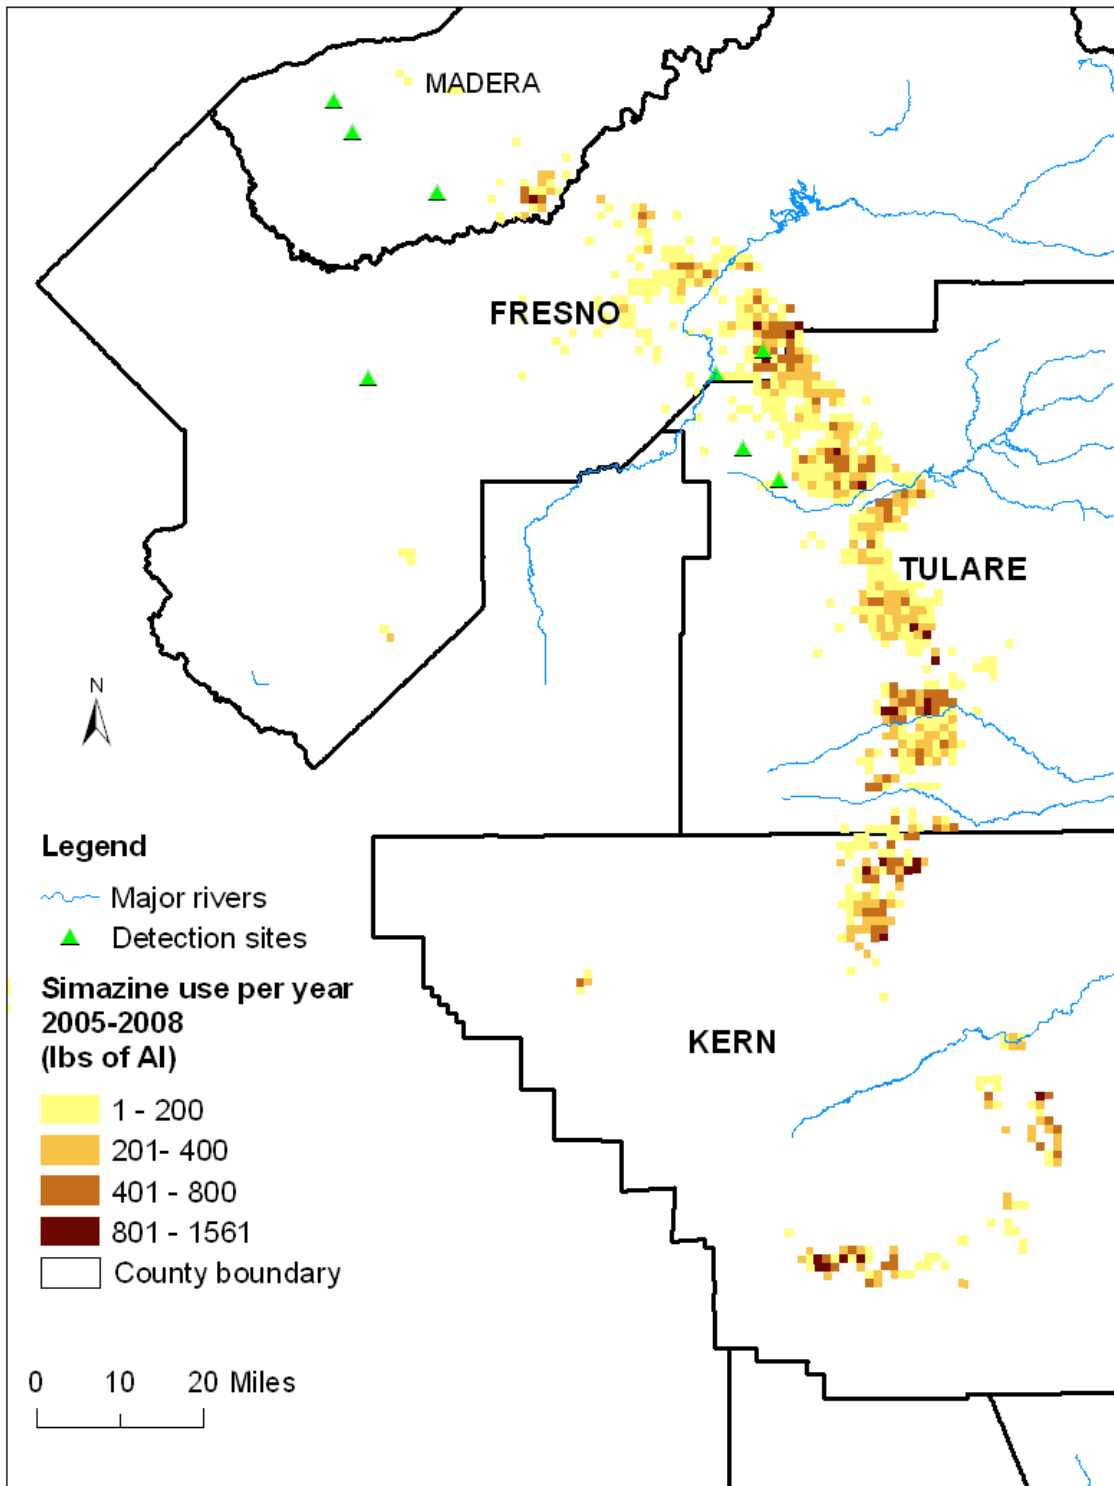 MADERA
FRESNO
TULARE
N
Legend
Major rivers
Detection sites
Simazine use per year
2005-2008
(lbs of AI)
KERN
1 - 200
201- 400
401 - 800
801 - 1561
County boundary
0 10 20 Miles